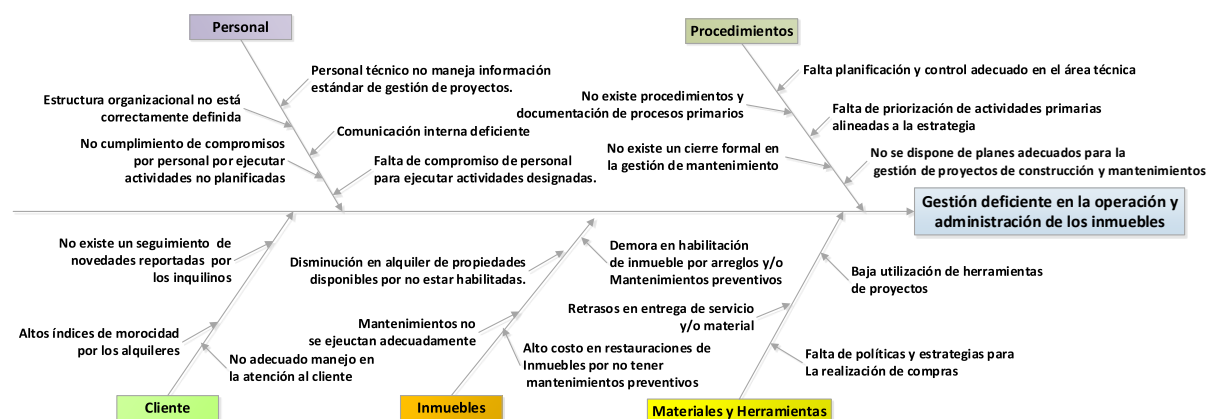 Personal
Procedimientos
Personal técnico no maneja información
estándar de gestión de proyectos.
Estructura organizacional no está
correctamente definida
Comunicación interna deficiente
No cumplimiento de compromisos
por personal por ejecutar
actividades no planificadas
Falta de compromiso de personal
para ejecutar actividades designadas.
Falta planificación y control adecuado en el área técnica
No existe procedimientos y
documentación de procesos primarios
Falta de priorización de actividades primarias
alineadas a la estrategia
No existe un cierre formal en
la gestión de mantenimiento
No se dispone de planes adecuados para la
gestión de proyectos de construcción y mantenimientos
Gestión deficiente en la operación y
administración de los inmuebles
No existe un seguimiento de
novedades reportadas por
los inquilinos
Altos índices de morocidad
por los alquileres
No adecuado manejo en
la atención al cliente
Disminución en alquiler de propiedades
disponibles por no estar habilitadas.
Demora en habilitación
de inmueble por arreglos y/o
Mantenimientos preventivos
Mantenimientos no
se ejeuctan adecuadamente
Alto costo en restauraciones de
Inmuebles por no tener
mantenimientos preventivos
Baja utilización de herramientas
de proyectos
Retrasos en entrega de servicio
y/o material
Falta de políticas y estrategias para
La realización de compras
Cliente
Inmuebles
Materiales y Herramientas